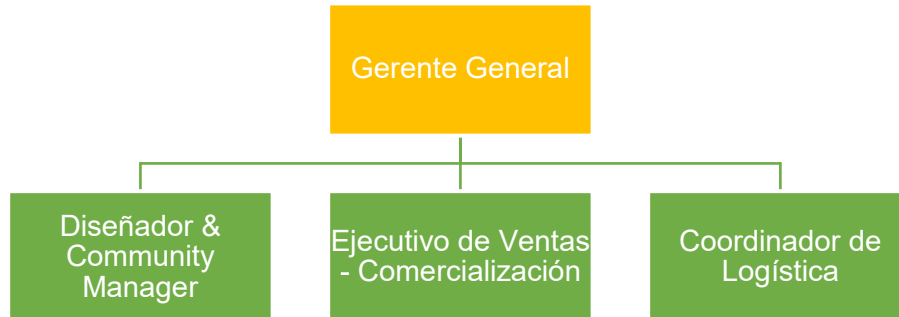 Gerente General
Diseñador &
Community
Manager
Ejecutivo de Ventas
- Comercialización
Coordinador de
Logística